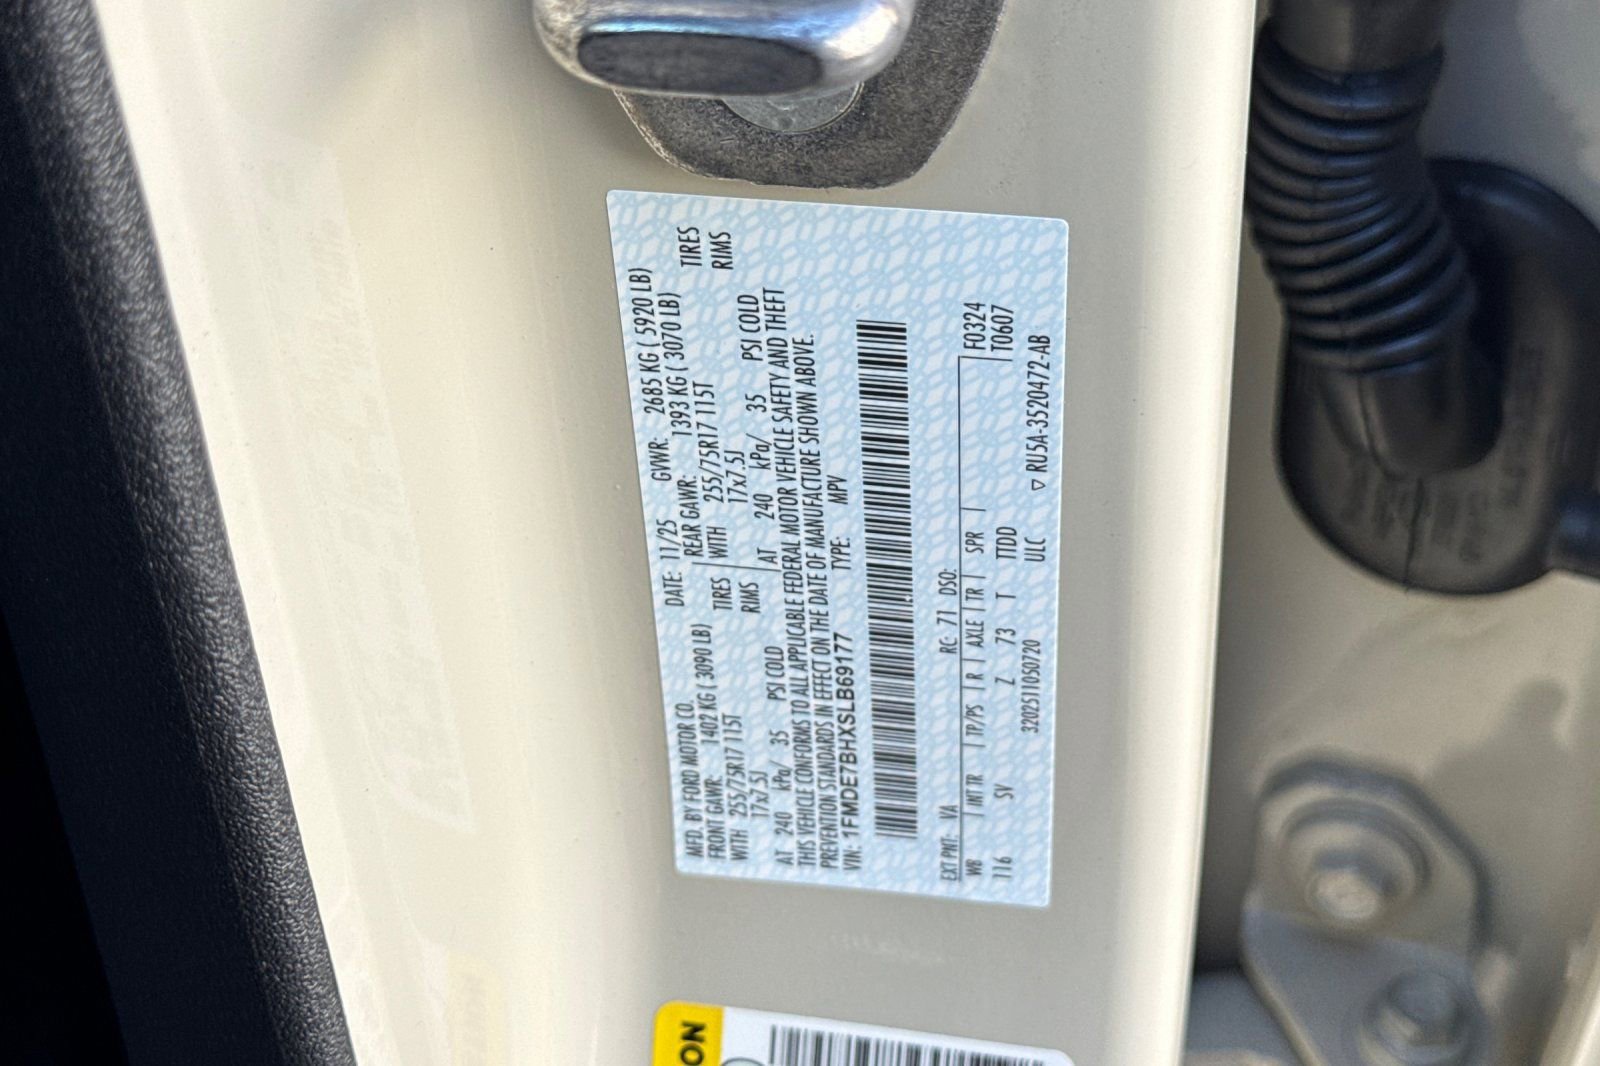 MFD. BY FORD MOTOR CO.
DATE: 11/25 GVWR: 2685 KG ( 5920 LB)
FRONT GAWR: 1402 KG ( 3090 LB) REAR GAWR: 1393 KG ( 3070 LB)
WITH 255/75R17 115T TIRES WITH 255/75R17 115T TIRES
17x7.5J RIMS 17x7.5J RIMS
AT 240 kPa/ 35 PSI COLD AT 240 kPa/ 35 PSI COLD
THIS VEHICLE CONFORMS TO ALL APPLICABLE FEDERAL MOTOR VEHICLE SAFETY AND THEFT
PREVENTION STANDARDS IN EFFECT ON THE DATE OF MANUFACTURE SHOWN ABOVE.
VIN: 1FMDE7BHXSLB69177 TYPE: MPV
EXT PNT: VA RC: 71 DSO: F0324
WB | INT TR | TP/PS | R | AXLE | TR | SPR | T0607
116 SV Z 73 T TTDD
320251105072​0 ULC ▽ RU5A-3520472-AB
ON